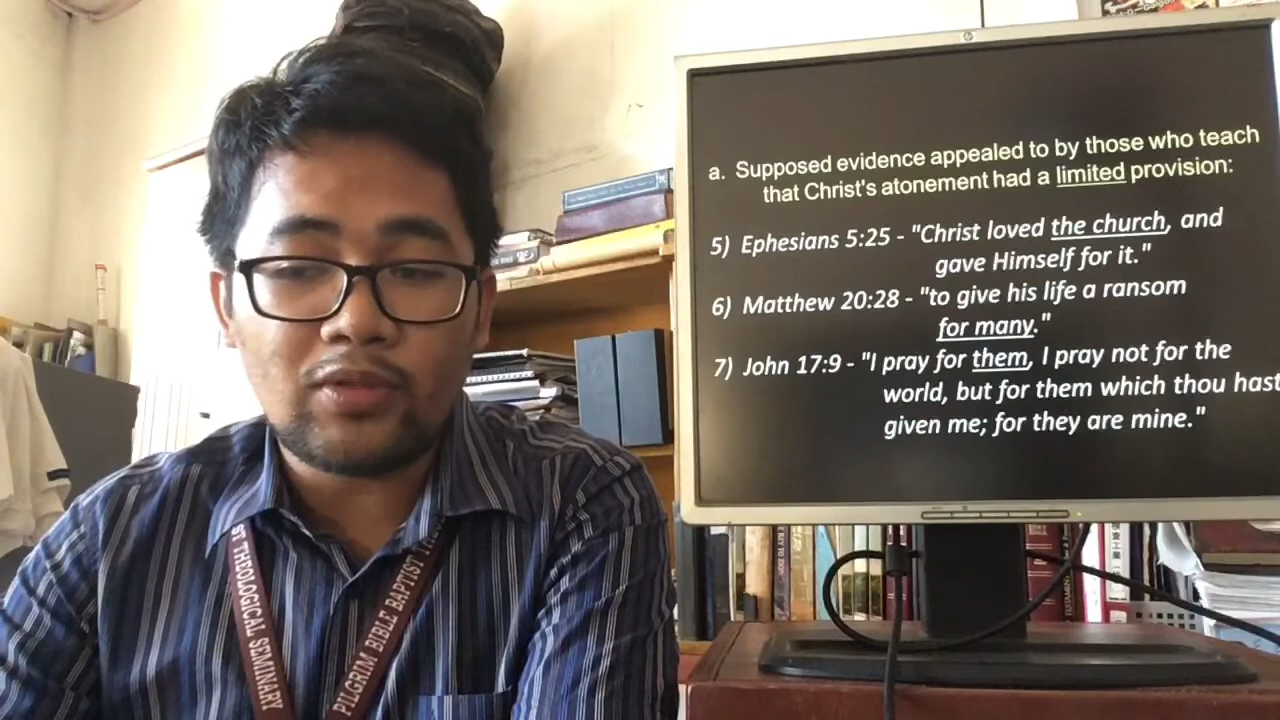 a. Supposed evidence appealed to by those who teach
that Christ's atonement had a limited provision:
5) Ephesians 5:25 - "Christ loved the church, and
gave Himself for it."
6) Matthew 20:28 - "to give his life a ransom
for many."
7) John 17:9 - "I pray for them, I pray not for the
world, but for them which thou hast
given me; for they are mine."
ST THEOLOGICAL SEMINARY
PILGRIM BIBLE BAPTIST